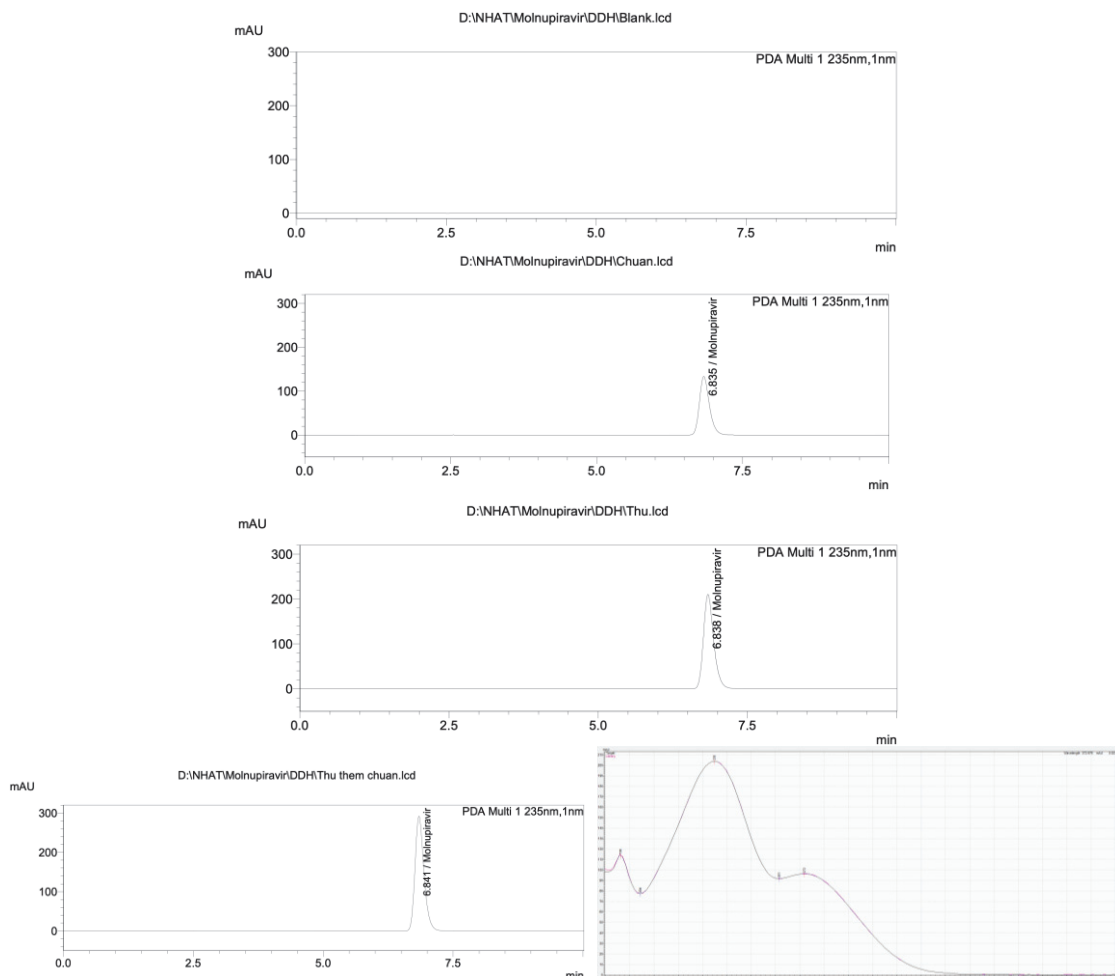 D:\NHAT\Molnupiravir\DDH\Blank.lcd
mAU
PDA Multi 1 235nm,1nm
300
200
100
0
0.0 2.5 5.0 7.5
min
D:\NHAT\Molnupiravir\DDH\Chuan.lcd
mAU
PDA Multi 1 235nm,1nm
300
200
100
0
6.835 / Molnupiravir
0.0 2.5 5.0 7.5
min
D:\NHAT\Molnupiravir\DDH\Thu.lcd
mAU
PDA Multi 1 235nm,1nm
300
200
100
0
6.838 / Molnupiravir
0.0 2.5 5.0 7.5
min
D:\NHAT\Molnupiravir\DDH\Thu them chuan.lcd
mAU
PDA Multi 1 235nm,1nm
300
200
100
0
6.841 / Molnupiravir
0.0 2.5 5.0 7.5
min